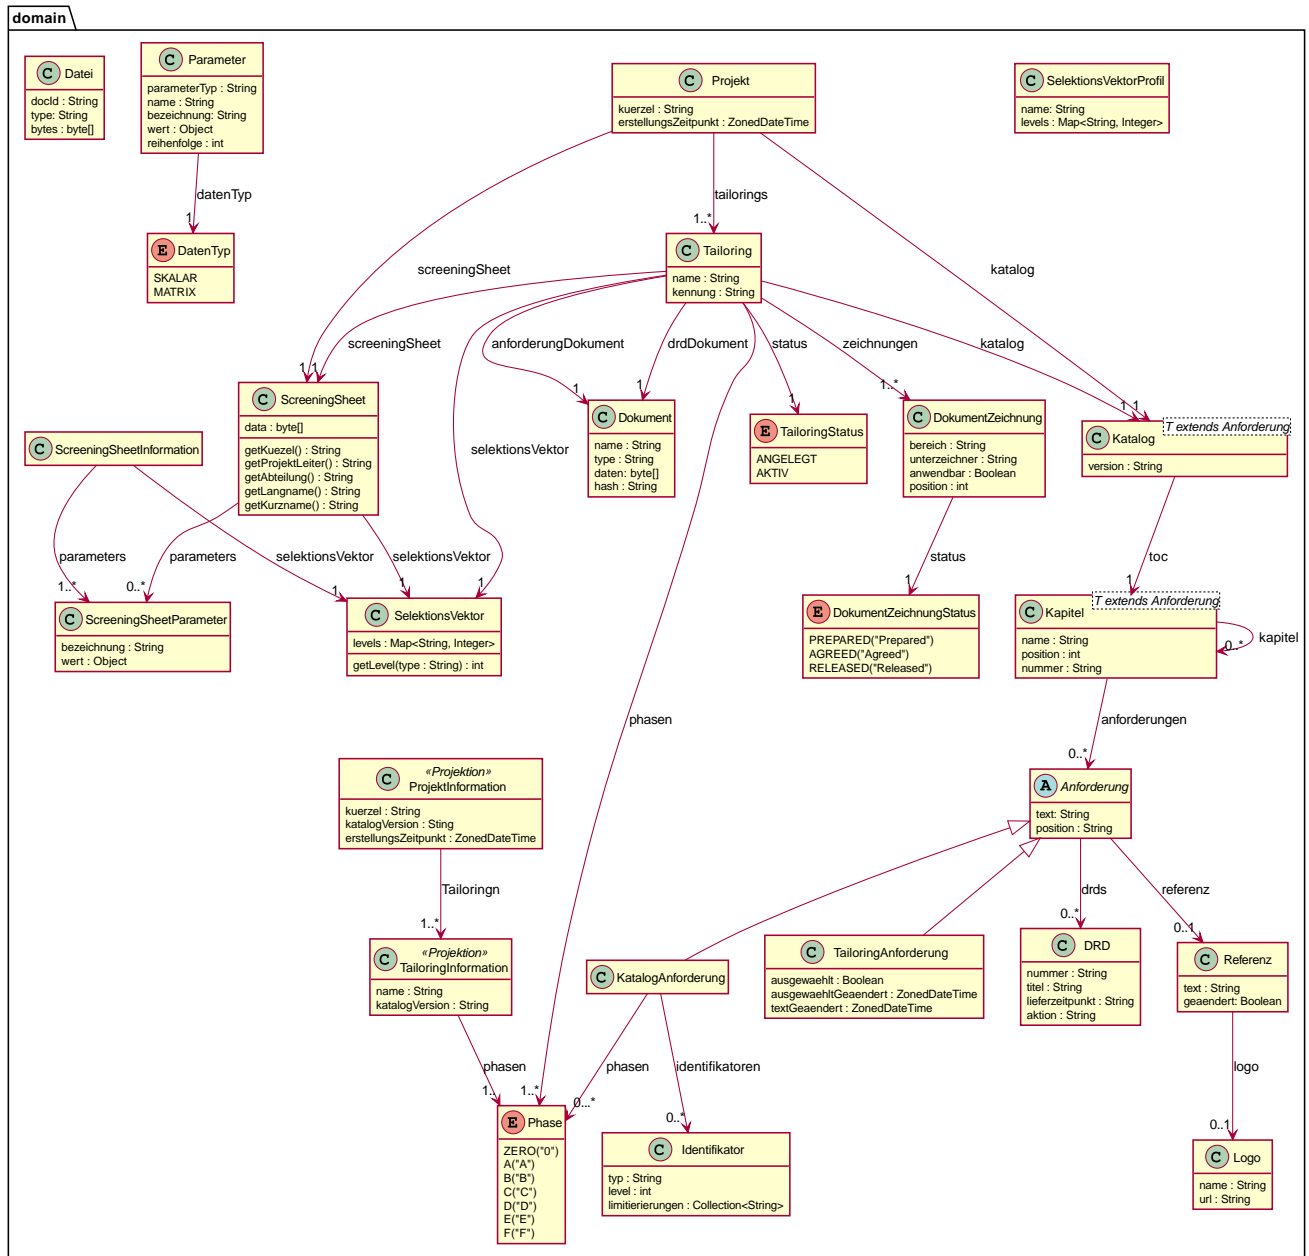 domain
C Datei
docId : String
type: String
bytes : byte[]
C Parameter
parameterTyp : String
name : String
bezeichnung: String
wert : Object
reihenfolge : int
C Projekt
kuerzel : String
erstellungsZeitpunkt : ZonedDateTime
C SelektionsVektorProfil
name: String
levels : Map<String, Integer>
datenTyp
1
tailorings
1..*
E DatenTyp
SKALAR
MATRIX
C Tailoring
name : String
kennung : String
screeningSheet
katalog
screeningSheet
anforderungDokument
drdDokument
status
zeichnungen
katalog
1
1
1
1
1
1..*
1
1
C ScreeningSheet
data : byte[]
getKuezel() : String
getProjektLeiter() : String
getAbteilung() : String
getLangname() : String
getKurzname() : String
C ScreeningSheetInformation
C Dokument
name : String
type : String
daten: byte[]
hash : String
E TailoringStatus
ANGELEGT
AKTIV
C DokumentZeichnung
bereich : String
unterzeichner : String
anwendbar : Boolean
position : int
T extends Anforderung
C Katalog
version : String
selektionsVektor
parameters
parameters
selektionsVektor
selektionsVektor
status
toc
1..*
0..*
1
1
1
1
1
C ScreeningSheetParameter
bezeichnung : String
wert : Object
C SelektionsVektor
levels : Map<String, Integer>
getLevel(type : String) : int
E DokumentZeichnungStatus
PREPARED("Prepared")
AGREED("Agreed")
RELEASED("Released")
T extends Anforderung
C Kapitel
name : String
position : int
nummer : String
kapitel
0..*
phasen
anforderungen
0..*
«Projektion»
C ProjektInformation
kuerzel : String
katalogVersion : Sting
erstellungsZeitpunkt : ZonedDateTime
A Anforderung
text: String
position : String
Tailoringn
1..*
drds
0..*
referenz
0..1
«Projektion»
C TailoringInformation
name : String
katalogVersion : String
C KatalogAnforderung
C TailoringAnforderung
ausgewaehlt : Boolean
ausgewaehltGeaendert : ZonedDateTime
textGeaendert : ZonedDateTime
C DRD
nummer : String
titel : String
lieferzeitpunkt : String
aktion : String
C Referenz
text : String
geaendert: Boolean
phasen
phasen
identifikatoren
logo
1..
1..*
0...*
0..*
0..1
E Phase
ZERO("0")
A("A")
B("B")
C("C")
D("D")
E("E")
F("F")
C Identifikator
typ : String
level : int
limitierierungen : Collection<String>
C Logo
name : String
url : String